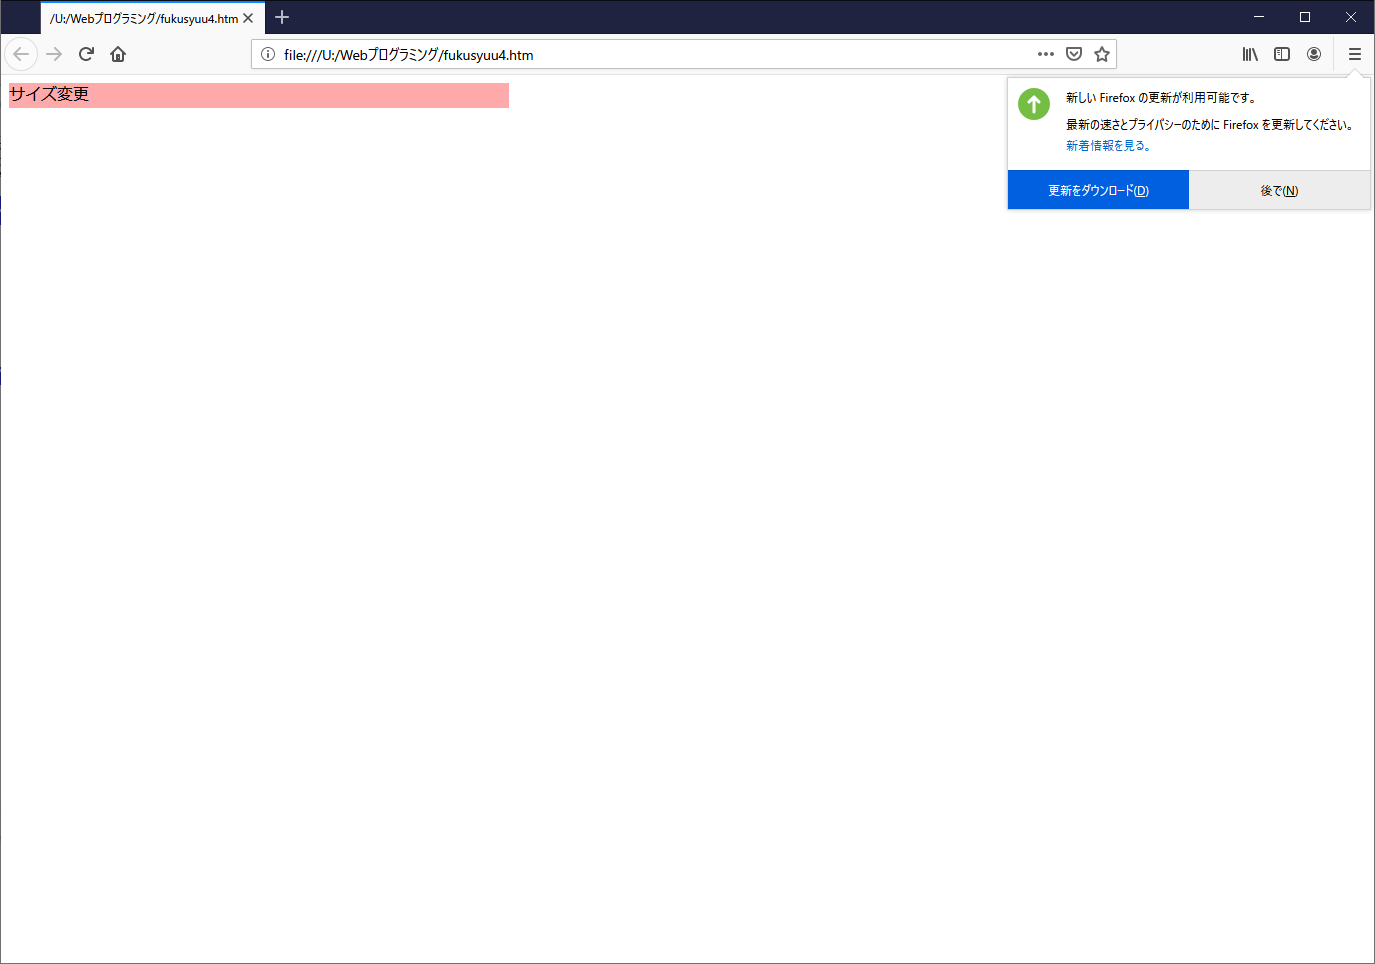 /U:/Webプログラミング/fukusyuu4.htm
file:///U:/Webプログラミング/fukusyuu4.htm
サイズ変更
新しい Firefox の更新が利用可能です。
最新の速さとプライバシーのために Firefox を更新してください。
新着情報を見る。
更新をダウンロード(D)
後で(N)